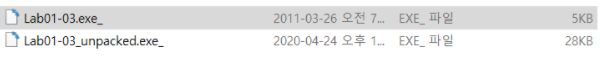 Lab01-03.exe_ 2011-03-26 오전 7... EXE_ 파일 5KB
Lab01-03_unpacked.exe_ 2020-04-24 오후 1... EXE_ 파일 28KB